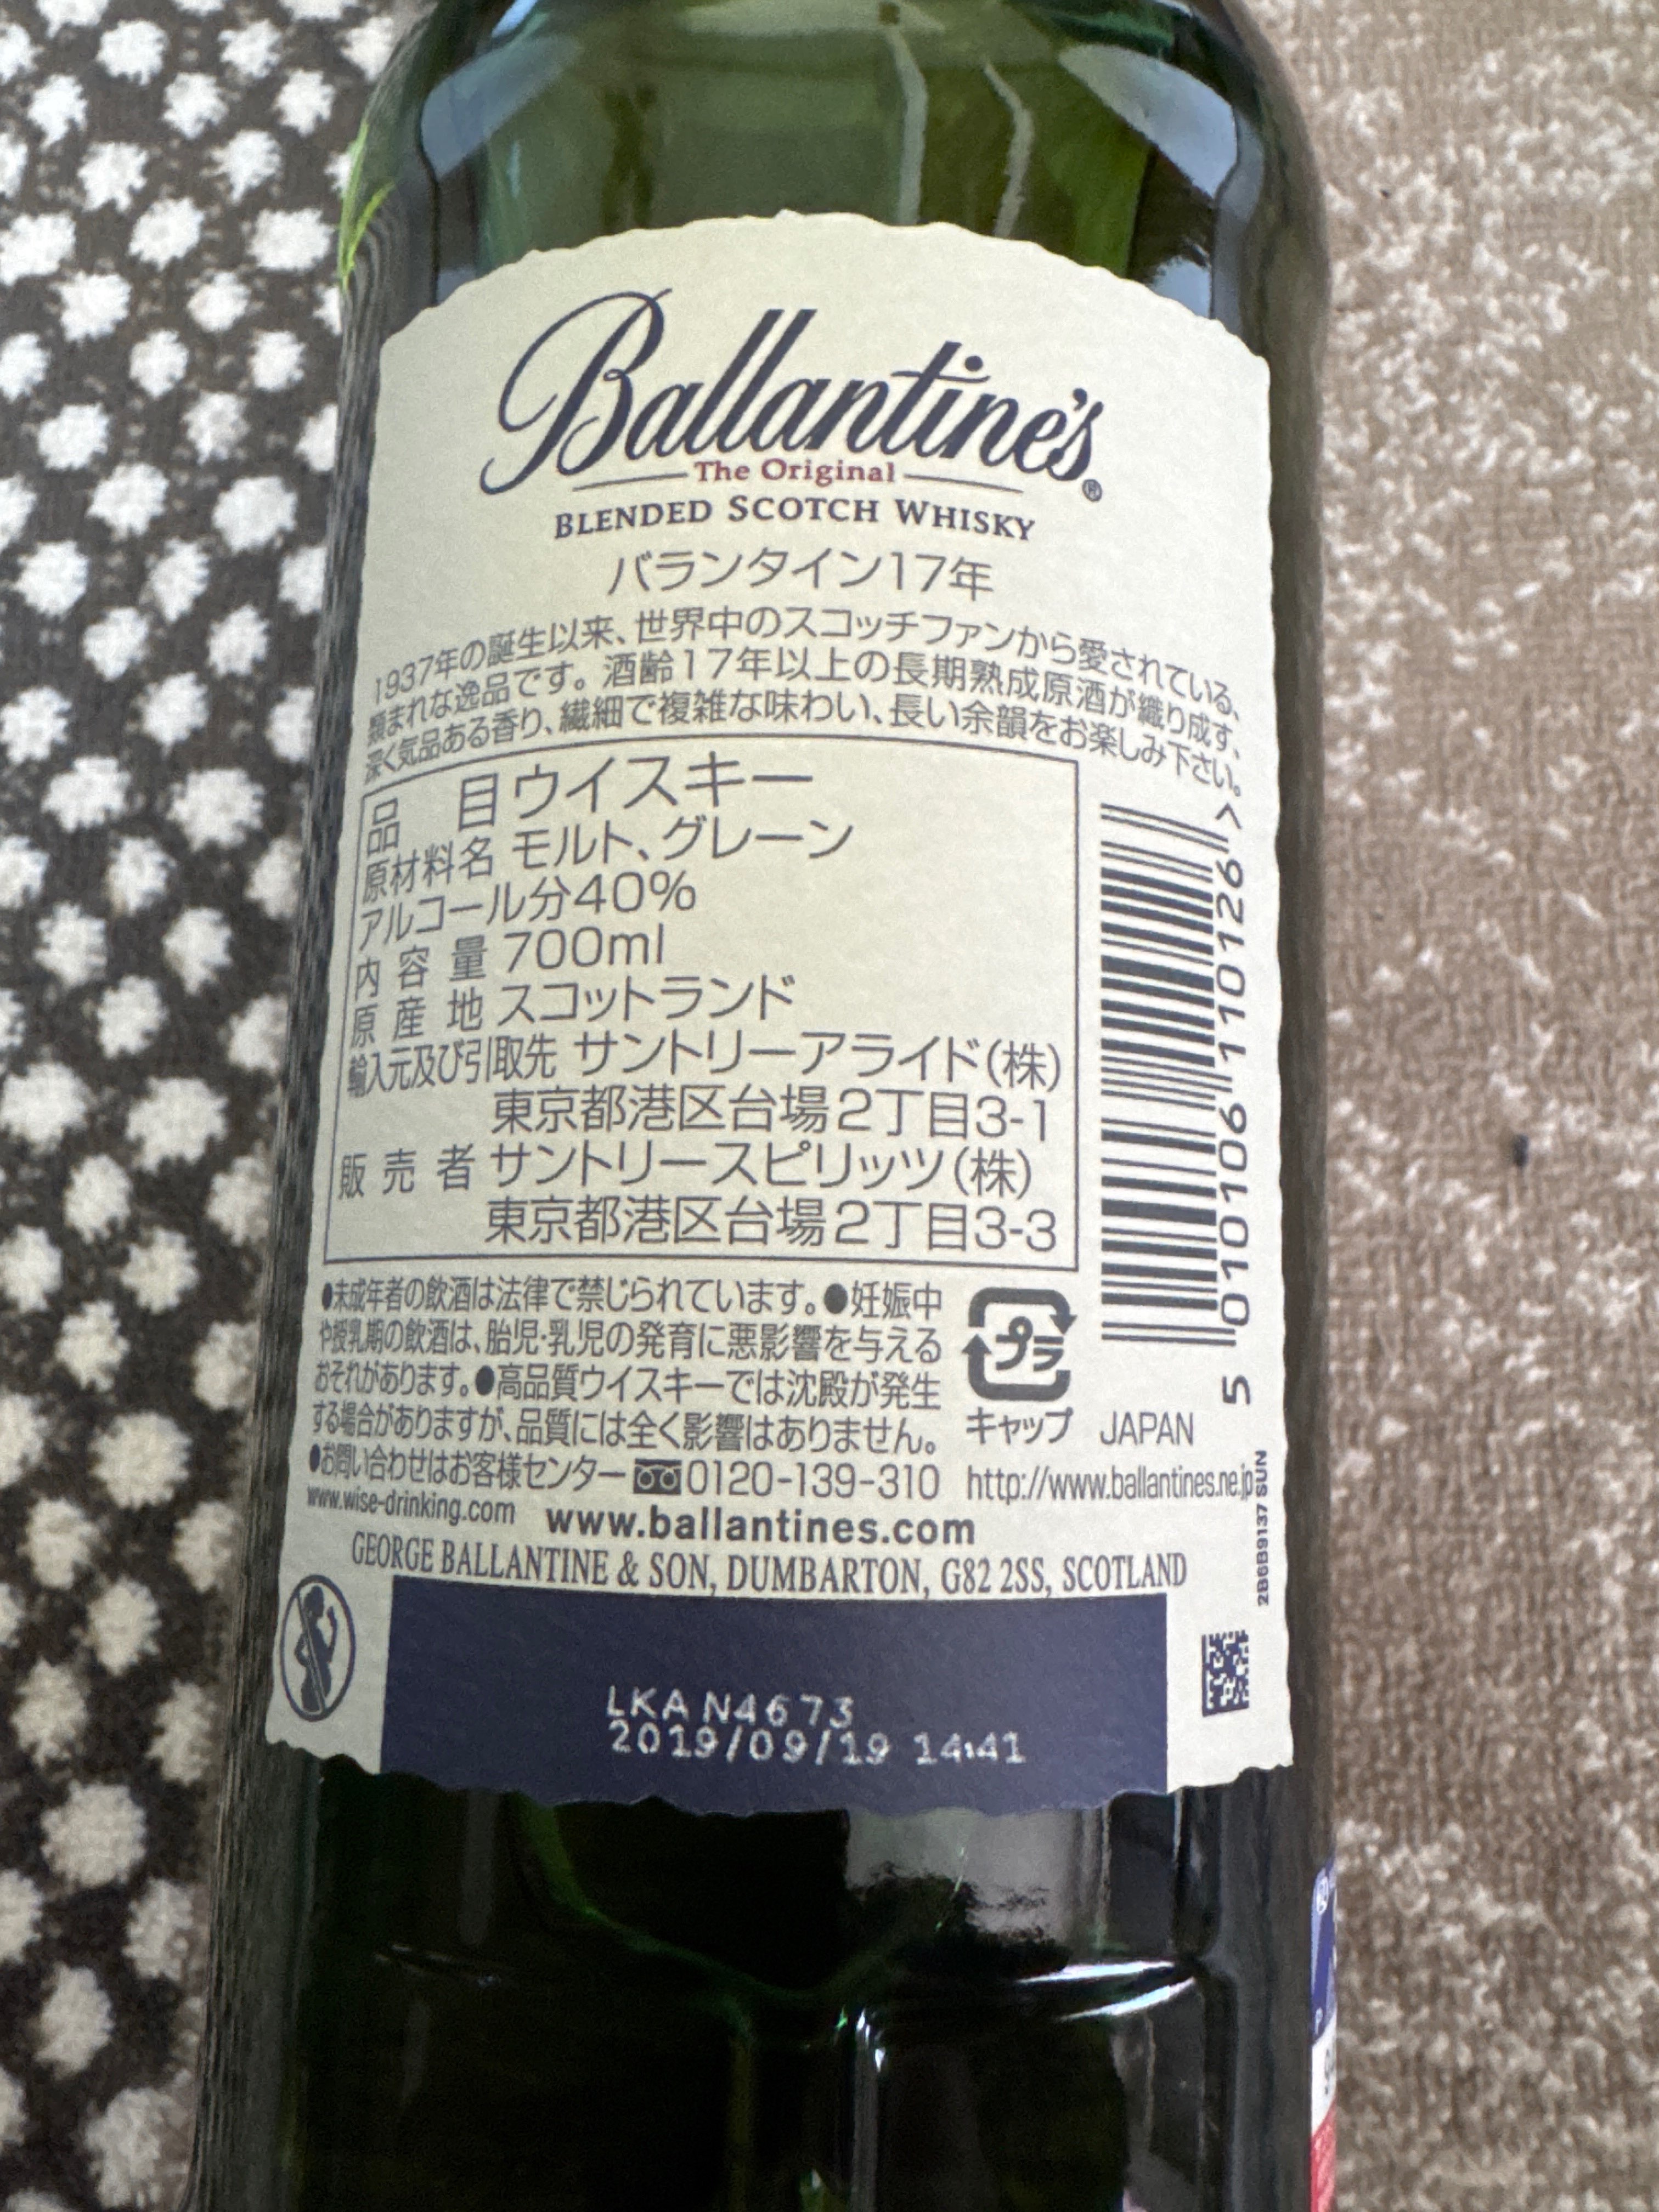 Ballantine's®
The Original
BLENDED SCOTCH WHISKY
バランタイン17年
1937年の誕生以来、世界中のスコッチファンから愛されている、
類まれな逸品です。酒齢17年以上の長期熟成原酒が織り成す、
深く気品ある香り、繊細で複雑な味わい、長い余韻をお楽しみ下さい。
品目 ウイスキー
原材料名 モルト、グレーン
アルコール分40%
内容量 700ml
原産地 スコットランド
輸入元及び引取先 サントリーアライド(株)
東京都港区台場2丁目3-1
販売者 サントリースピリッツ(株)
東京都港区台場2丁目3-3
5 010106 110126 >
●未成年者の飲酒は法律で禁じられています。●妊娠中
や授乳期の飲酒は、胎児・乳児の発育に悪影響を与える
おそれがあります。●高品質ウイスキーでは沈殿が発生
する場合がありますが、品質には全く影響はありません。
●お問い合わせはお客様センター 0120-139-310
プラ
キャップ JAPAN
http://www.ballantines.ne.jp
www.wise-drinking.com www.ballantines.com
GEORGE BALLANTINE & SON, DUMBARTON, G82 2SS, SCOTLAND
2B6B9137 SUN
LKAN4673
2019/09/19 14:41